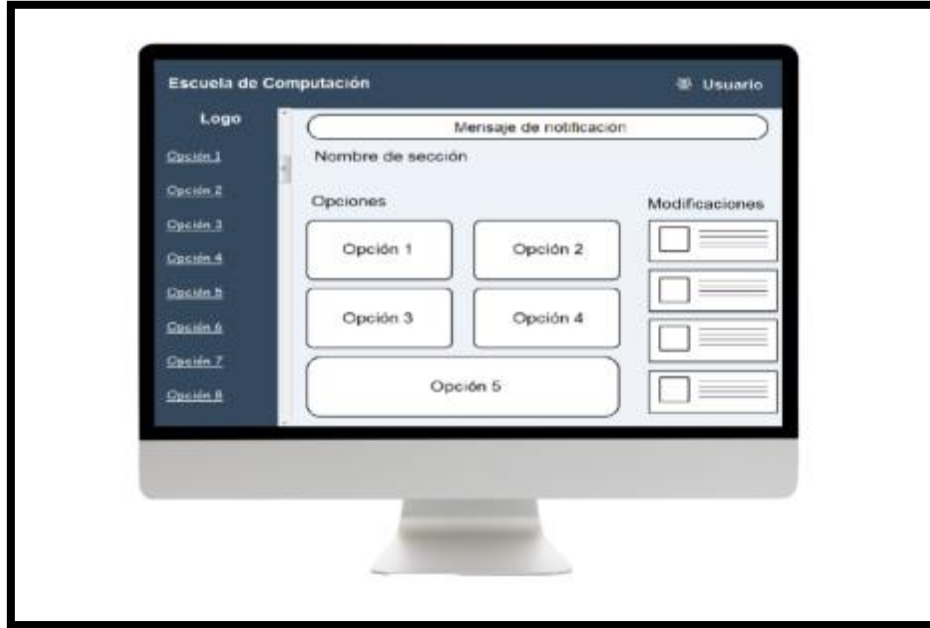 Escuela de Computación
Usuario
Logo
Opción 1
Opción 2
Opción 3
Opción 4
Opción 5
Opción 6
Opción 7
Opción 8
Mensaje de notificación
Nombre de sección
Opciones
Opción 1
Opción 2
Opción 3
Opción 4
Opción 5
Modificaciones